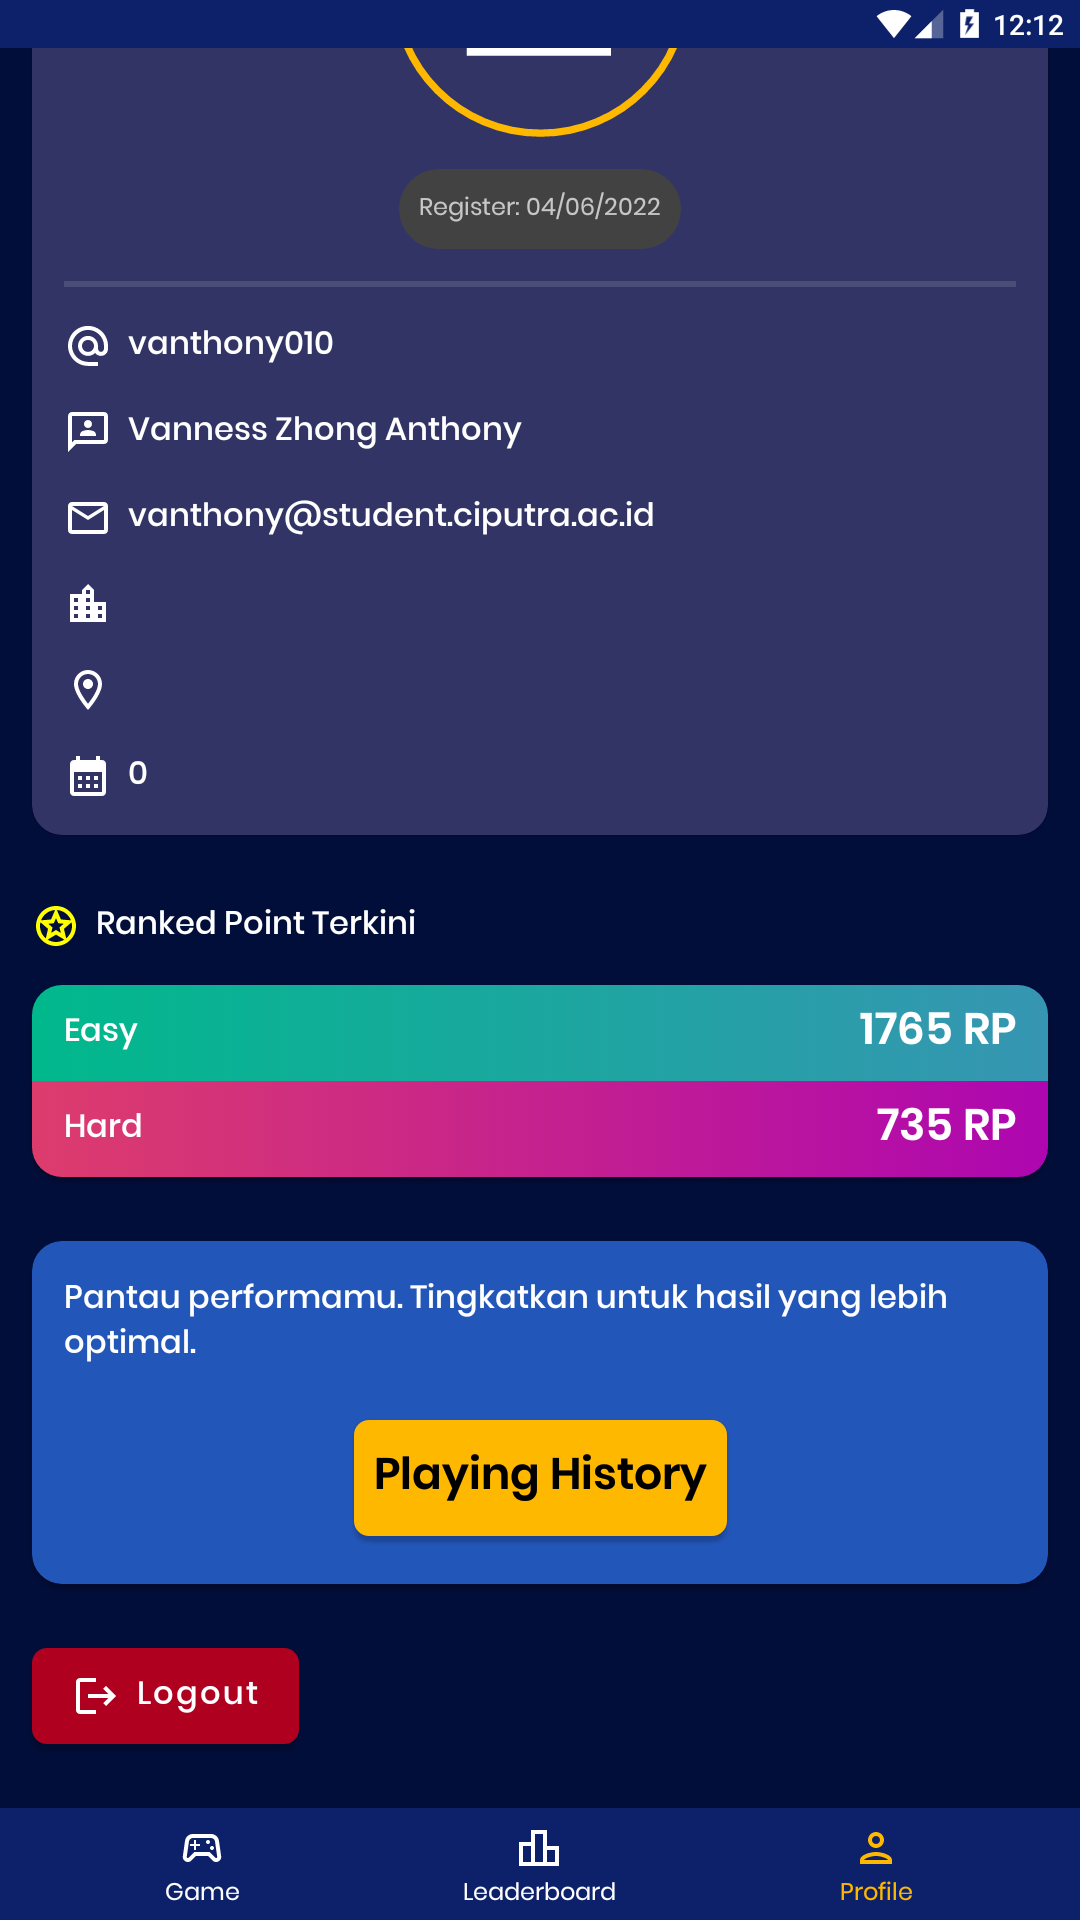 12:12
Register: 04/06/2022
vanthony010
Vanness Zhong Anthony
vanthony@student.ciputra.ac.id
0
Ranked Point Terkini
Easy 1765 RP
Hard 735 RP
Pantau performamu. Tingkatkan untuk hasil yang lebih
optimal.
Playing History
Logout
Game Leaderboard Profile